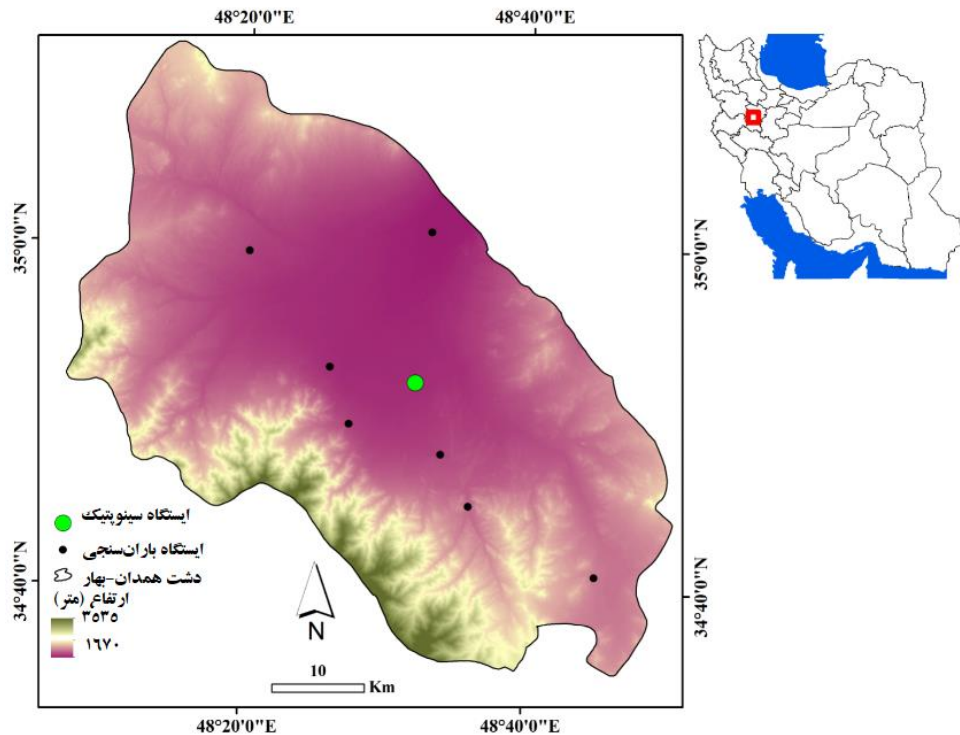 48°20'0"E
48°40'0"E
35°0'0"N
35°0'0"N
ایستگاه سینوپتیک
ایستگاه باران‌سنجی
دشت همدان-بهار
ارتفاع (متر)
۳۵۳۵
۱۶۷۰
34°40'0"N
34°40'0"N
N
10
Km
48°20'0"E
48°40'0"E